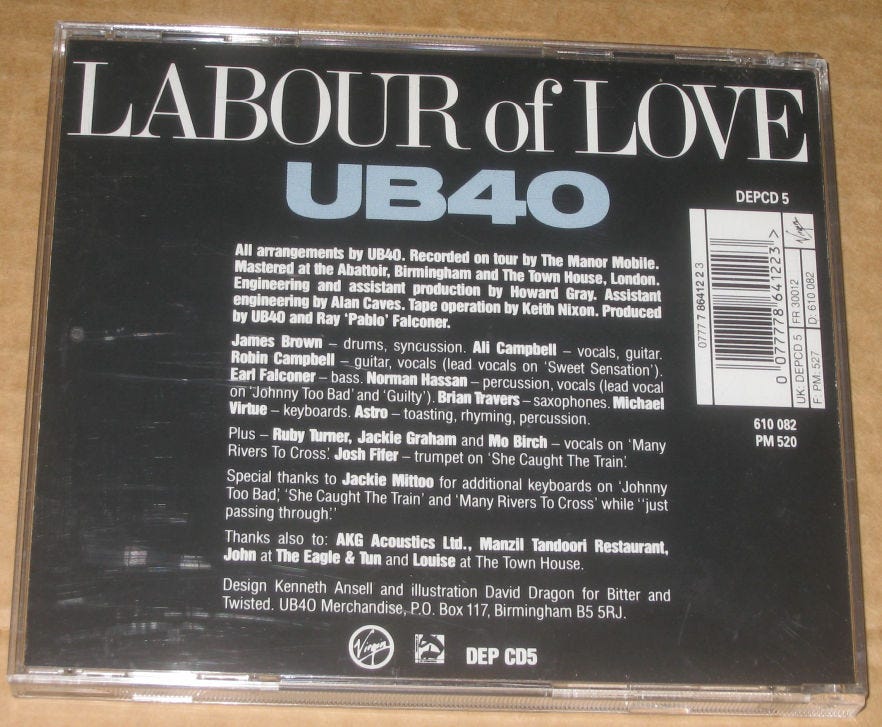 LABOUR of LOVE
UB40
All arrangements by UB40. Recorded on tour by The Manor Mobile.
Mastered at the Abattoir, Birmingham and The Town House, London.
Engineering and assistant production by Howard Gray. Assistant
engineering by Alan Caves. Tape operation by Keith Nixon. Produced
by UB40 and Ray ‘Pablo’ Falconer.
James Brown – drums, syncussion. Ali Campbell – vocals, guitar.
Robin Campbell – guitar, vocals (lead vocals on ‘Sweet Sensation’).
Earl Falconer – bass. Norman Hassan – percussion, vocals (lead vocal
on ‘Johnny Too Bad’ and ‘Guilty’). Brian Travers – saxophones. Michael
Virtue – keyboards. Astro – toasting, rhyming, percussion.
Plus – Ruby Turner, Jackie Graham and Mo Birch – vocals on ‘Many
Rivers To Cross’. Josh Fifer – trumpet on ‘She Caught The Train’.
Special thanks to Jackie Mittoo for additional keyboards on ‘Johnny
Too Bad’, ‘She Caught The Train’ and ‘Many Rivers To Cross’ while “just
passing through.”
Thanks also to: AKG Acoustics Ltd., Manzil Tandoori Restaurant,
John at The Eagle & Tun and Louise at The Town House.
Design Kenneth Ansell and illustration David Dragon for Bitter and
Twisted. UB40 Merchandise, P.O. Box 117, Birmingham B5 5RJ.
Virgin
DEP CD5
DEPCD 5
0777 7 86412 2 3
0 077778 641223 >
Virgin
UK: DEPCD 5
FR 30012
F: PM: 527
D: 610 082
610 082
PM 520